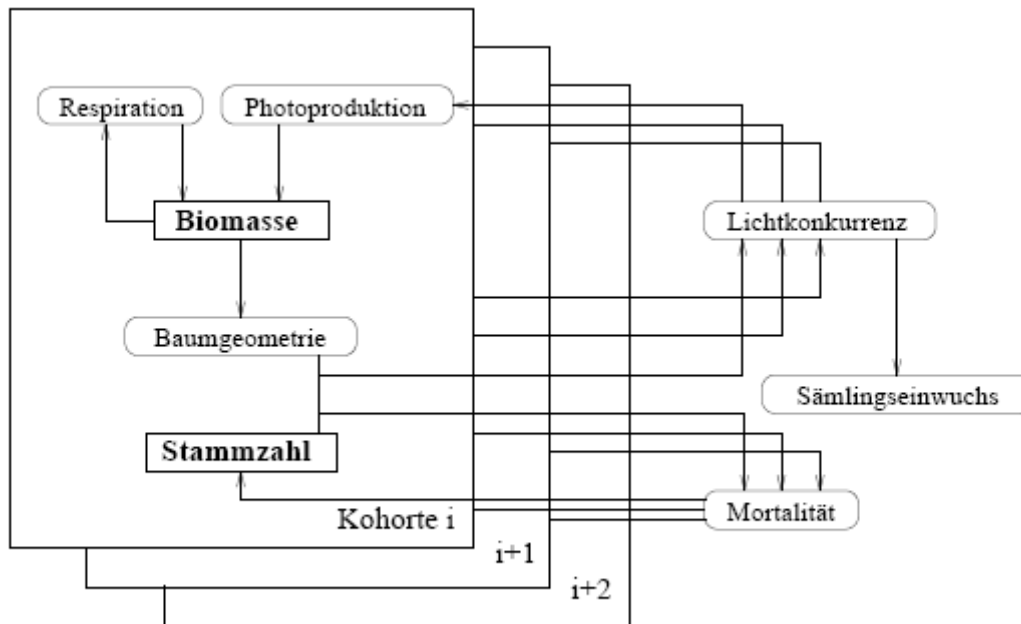 Respiration
Photoproduktion
Biomasse
Lichtkonkurrenz
Baumgeometrie
Sämlingseinwuchs
Stammzahl
Mortalität
Kohorte i
i+1
i+2